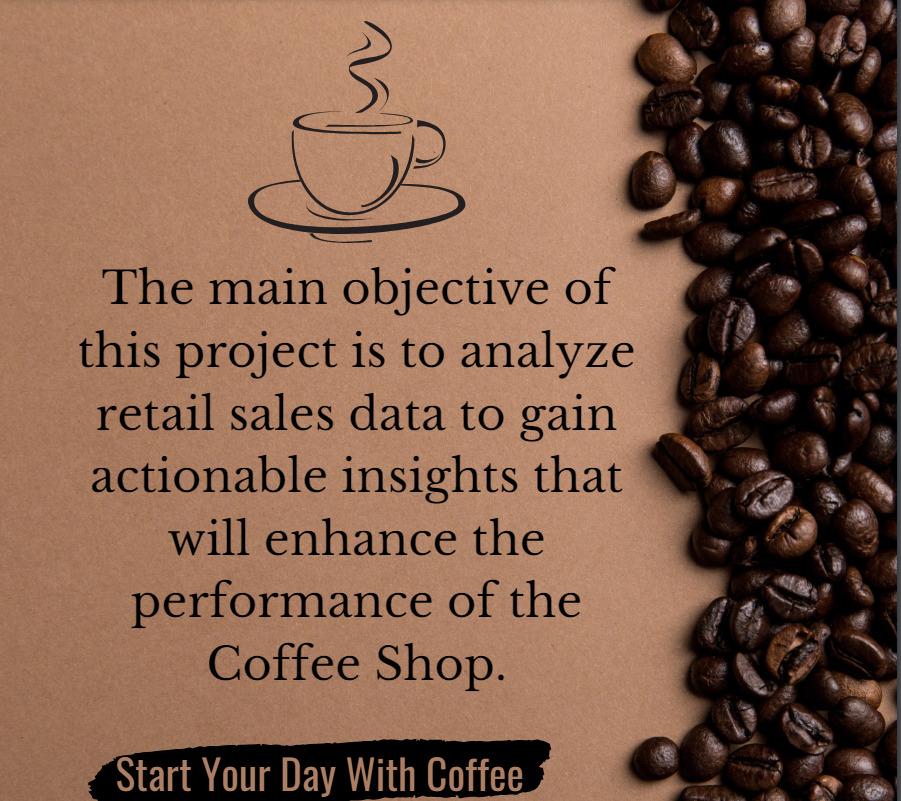 The main objective of
this project is to analyze
retail sales data to gain
actionable insights that
will enhance the
performance of the
Coffee Shop.
Start Your Day With Coffee